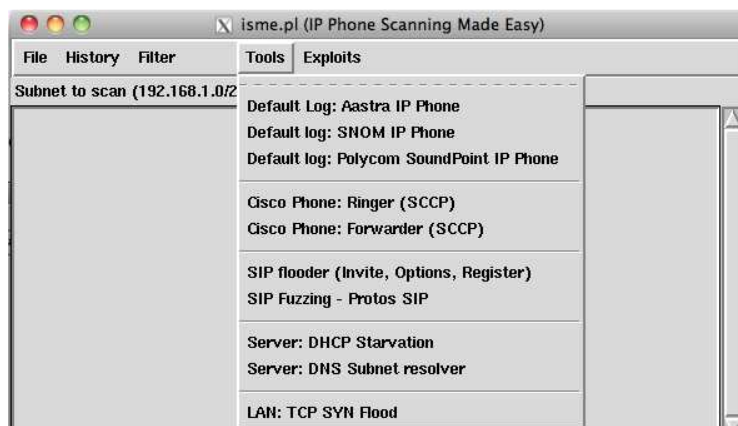 isme.pl (IP Phone Scanning Made Easy)
File History Filter Tools Exploits
Subnet to scan (192.168.1.0/2
Default Log: Aastra IP Phone
Default log: SNOM IP Phone
Default log: Polycom SoundPoint IP Phone
Cisco Phone: Ringer (SCCP)
Cisco Phone: Forwarder (SCCP)
SIP flooder (Invite, Options, Register)
SIP Fuzzing - Protos SIP
Server: DHCP Starvation
Server: DNS Subnet resolver
LAN: TCP SYN Flood